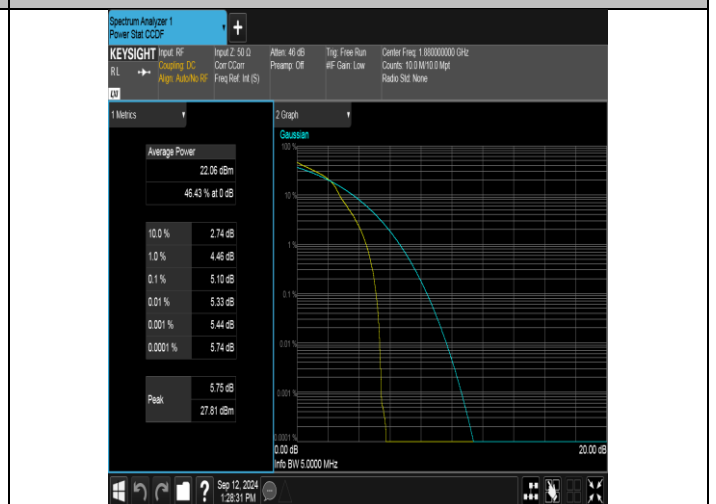 Spectrum Analyzer 1
Power Stat CCDF
+
KEYSIGHT
RL
Input: RF
Coupling: DC
Align: Auto/No RF
Input Z: 50 Ω
Corr CCorr
Freq Ref: Int (S)
Atten: 46 dB
Preamp: Off
Trig: Free Run
#IF Gain: Low
Center Freq: 1.880000000 GHz
Counts: 10.0 M/10.0 Mpt
Radio Std: None
1 Metrics
Average Power
22.06 dBm
46.43 % at 0 dB
10.0 % 2.74 dB
1.0 % 4.46 dB
0.1 % 5.10 dB
0.01 % 5.33 dB
0.001 % 5.44 dB
0.0001 % 5.74 dB
Peak
5.75 dB
27.81 dBm
2 Graph
Gaussian
100 %
10 %
1 %
0.1 %
0.01 %
0.001 %
0.0001 %
0.00 dB 20.00 dB
Info BW 5.0000 MHz
?
Sep 12, 2024
1:28:31 PM